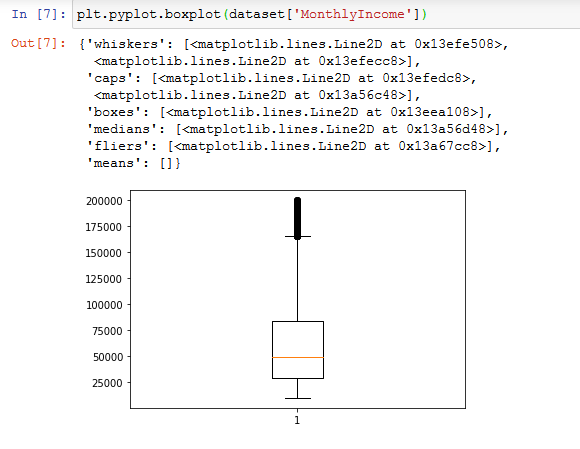 In [7]: plt.pyplot.boxplot(dataset['MonthlyIncome'])
Out[7]: {'whiskers': [<matplotlib.lines.Line2D at 0x13efe508>,
<matplotlib.lines.Line2D at 0x13efecc8>],
'caps': [<matplotlib.lines.Line2D at 0x13efedc8>,
<matplotlib.lines.Line2D at 0x13a56c48>],
'boxes': [<matplotlib.lines.Line2D at 0x13eea108>],
'medians': [<matplotlib.lines.Line2D at 0x13a56d48>],
'fliers': [<matplotlib.lines.Line2D at 0x13a67cc8>],
'means': []}
200000
175000
150000
125000
100000
75000
50000
25000
1